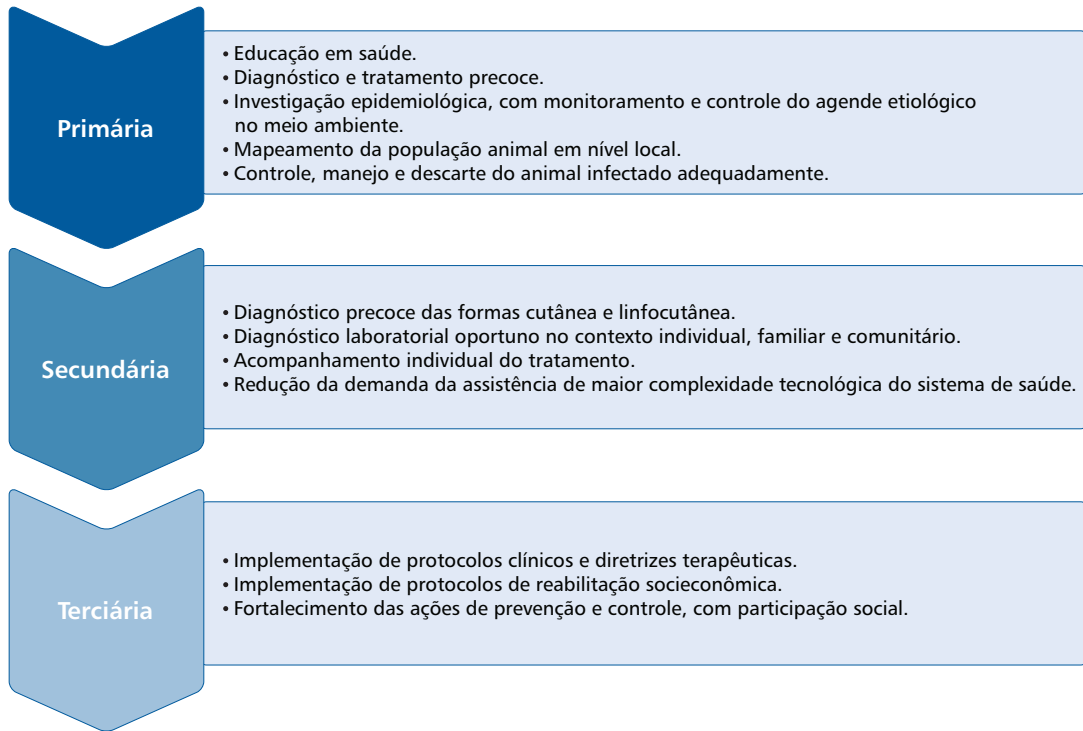 Primária
• Educação em saúde.
• Diagnóstico e tratamento precoce.
• Investigação epidemiológica, com monitoramento e controle do agende etiológico
no meio ambiente.
• Mapeamento da população animal em nível local.
• Controle, manejo e descarte do animal infectado adequadamente.
Secundária
• Diagnóstico precoce das formas cutânea e linfocutânea.
• Diagnóstico laboratorial oportuno no contexto individual, familiar e comunitário.
• Acompanhamento individual do tratamento.
• Redução da demanda da assistência de maior complexidade tecnológica do sistema de saúde.
Terciária
• Implementação de protocolos clínicos e diretrizes terapêuticas.
• Implementação de protocolos de reabilitação socieconômica.
• Fortalecimento das ações de prevenção e controle, com participação social.